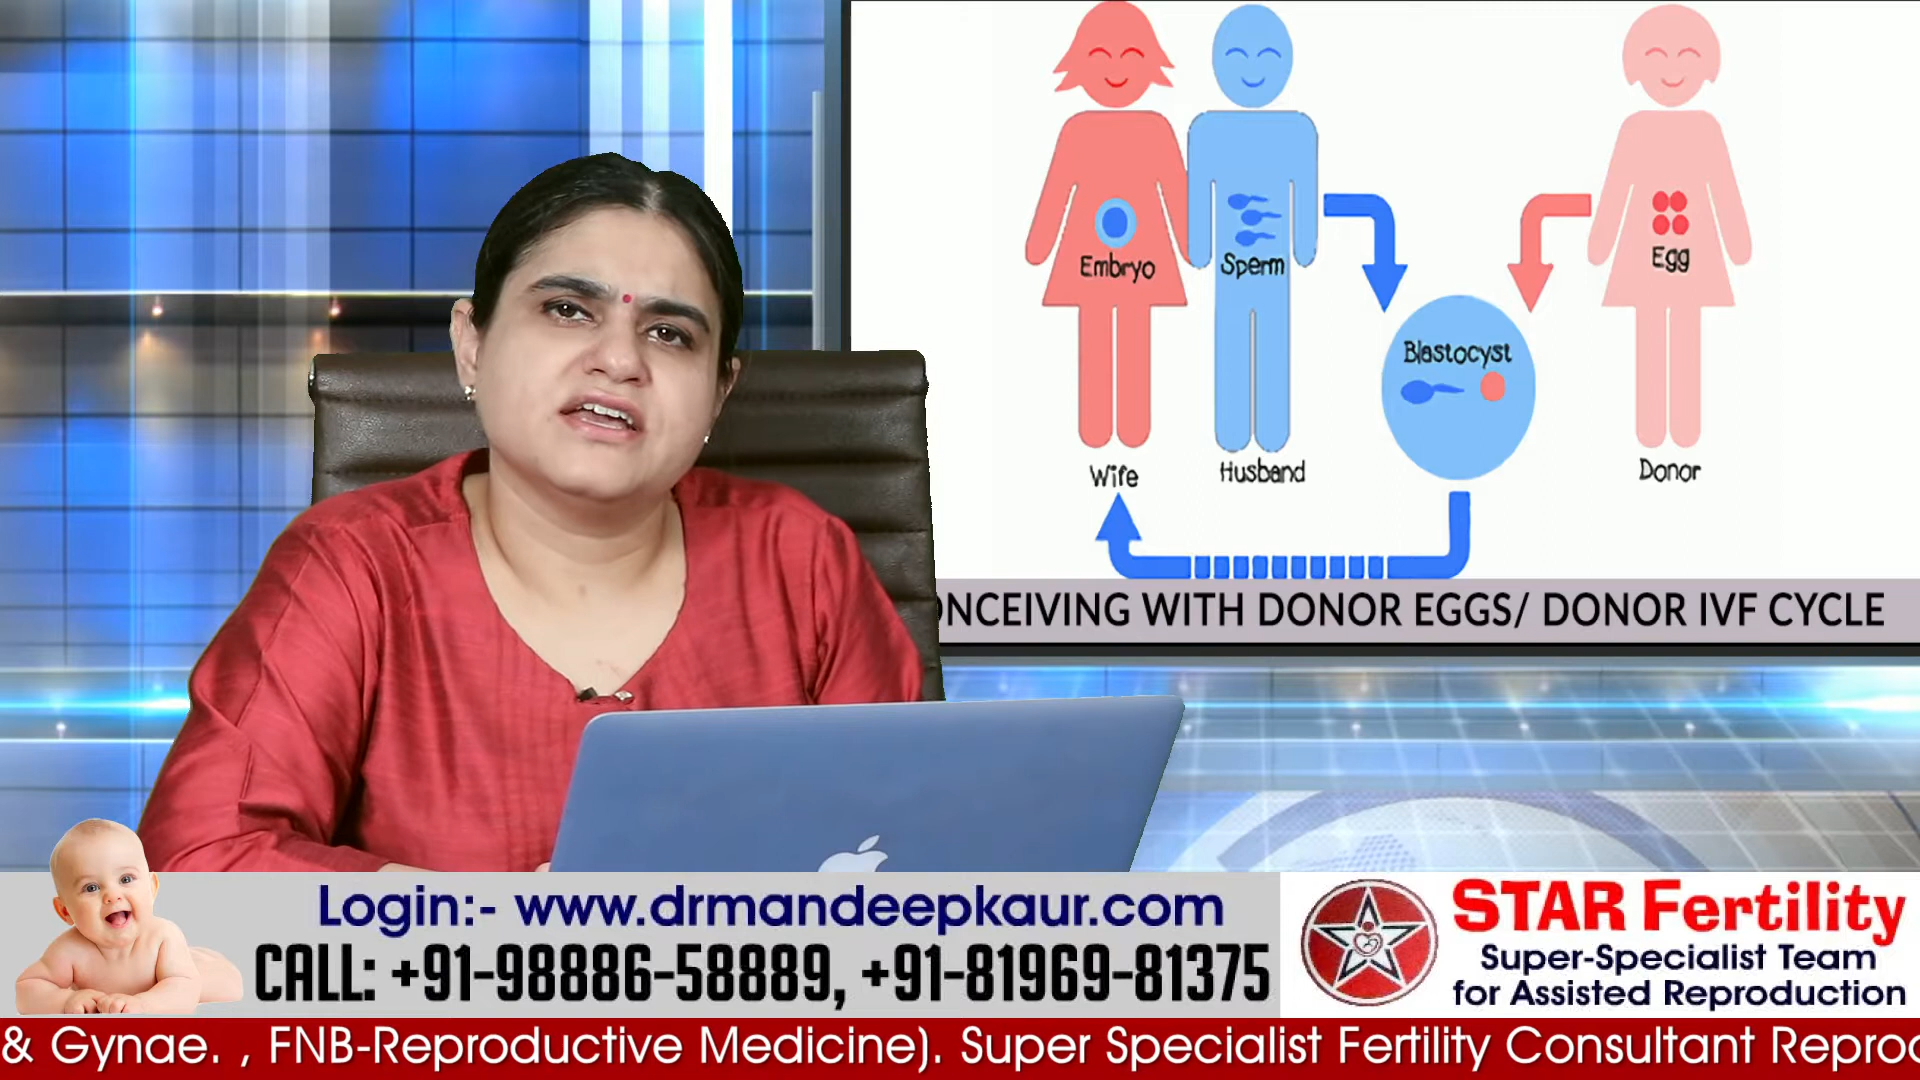 Embryo
Sperm
Egg
Blastocyst
Wife
Husband
Donor
ONCEIVING WITH DONOR EGGS/ DONOR IVF CYCLE
Login:- www.drmandeepkaur.com
CALL: +91-98886-58889, +91-81969-81375
STAR Fertility
Super-Specialist Team
for Assisted Reproduction
& Gynae. , FNB-Reproductive Medicine). Super Specialist Fertility Consultant Reproc